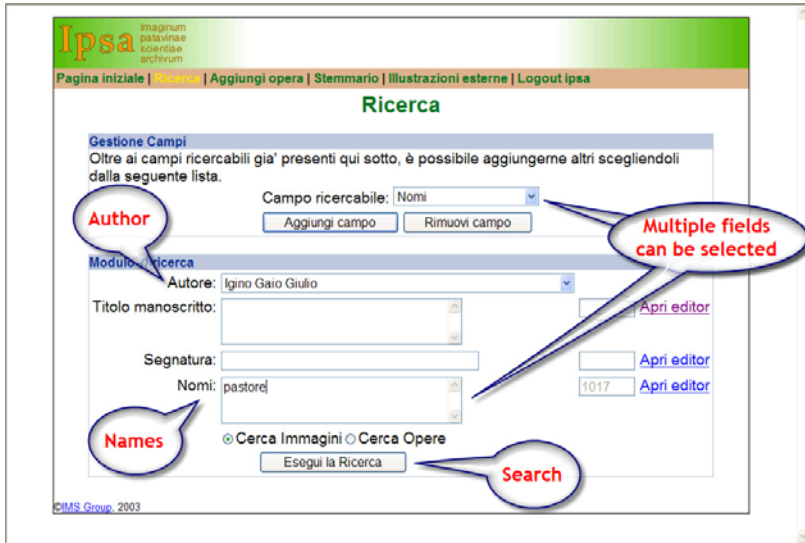 Ipsa
Imaginum
patavinae
scientiae
archivum
Pagina iniziale | Ricerca | Aggiungi opera | Stemmario | Illustrazioni esterne | Logout ipsa
Ricerca
Gestione Campi
Oltre ai campi ricercabili gia' presenti qui sotto, è possibile aggiungerne altri scegliendoli
dalla seguente lista.
Campo ricercabile: Nomi
Author
Aggiungi campo Rimuovi campo
Multiple fields
can be selected
Modulo ricerca
Autore: Igino Gaio Giulio
Titolo manoscritto: Apri editor
Segnatura: Apri editor
Nomi: pastore 1017 Apri editor
Names
Cerca Immagini Cerca Opere
Esegui la Ricerca
Search
©IMS Group, 2003